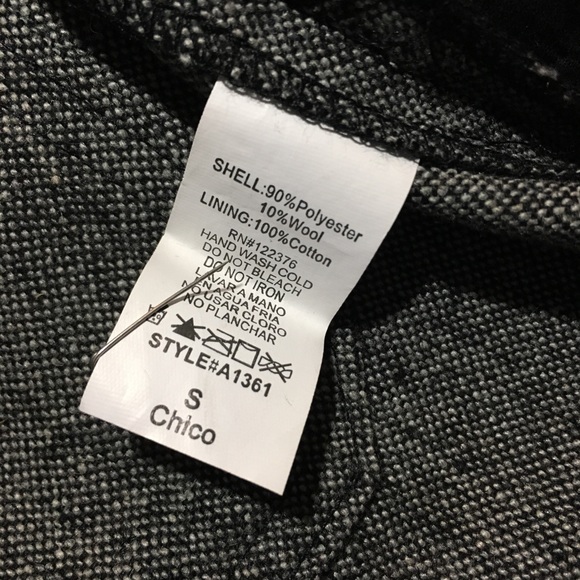 SHELL:90%Polyester
10%Wool
LINING:100%Cotton
RN#122376
HAND WASH COLD
DO NOT BLEACH
DO NOT IRON
LAVAR A MANO
EN AGUA FRIA
NO USAR CLORO
NO PLANCHAR
STYLE#A1361
S
Chico